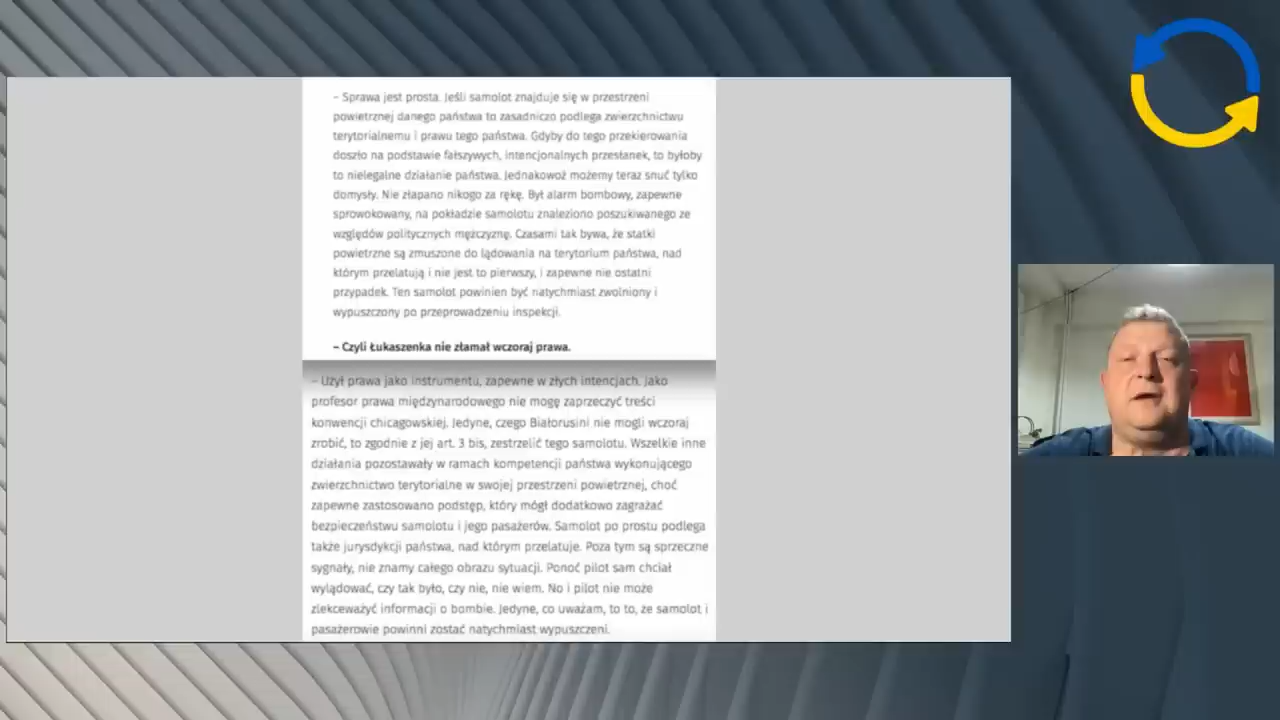 – Sprawa jest prosta. Jeśli samolot znajduje się w przestrzeni
powietrznej danego państwa to zasadniczo podlega zwierzchnictwu
terytorialnemu i prawu tego państwa. Gdyby do tego przekierowania
doszło na podstawie fałszywych, intencjonalnych przesłanek, to byłoby
to nielegalne działanie państwa. Jednakowoż możemy teraz snuć tylko
domysły. Nie złapano nikogo za rękę. Był alarm bombowy, zapewne
sprowokowany, na pokładzie samolotu znaleziono poszukiwanego ze
względów politycznych mężczyznę. Czasami tak bywa, że statki
powietrzne są zmuszone do lądowania na terytorium państwa, nad
którym przelatują i nie jest to pierwszy, i zapewne nie ostatni
przypadek. Ten samolot powinien być natychmiast zwolniony i
wypuszczony po przeprowadzeniu inspekcji.
– Czyli Łukaszenka nie złamał wczoraj prawa.
– Użył prawa jako instrumentu, zapewne w złych intencjach. Jako
profesor prawa międzynarodowego nie mogę zaprzeczyć treści
konwencji chicagowskiej. Jedyne, czego Białorusini nie mogli wczoraj
zrobić, to zgodnie z jej art. 3 bis, zestrzelić tego samolotu. Wszelkie inne
działania pozostawały w ramach kompetencji państwa wykonującego
zwierzchnictwo terytorialne w swojej przestrzeni powietrznej, choć
zapewne zastosowano podstęp, który mógł dodatkowo zagrażać
bezpieczeństwu samolotu i jego pasażerów. Samolot po prostu podlega
także jurysdykcji państwa, nad którym przelatuje. Poza tym są sprzeczne
sygnały, nie znamy całego obrazu sytuacji. Ponoć pilot sam chciał
wylądować, czy tak było, czy nie, nie wiem. No i pilot nie może
zlekceważyć informacji o bombie. Jedyne, co uważam, to to, że samolot i
pasażerowie powinni zostać natychmiast wypuszczeni.